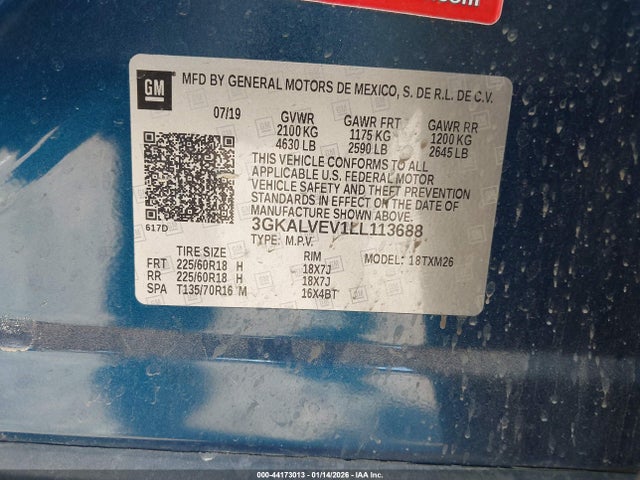 .com
GM
MFD BY GENERAL MOTORS DE MEXICO, S. DE R.L. DE C.V.
07/19 GVWR GAWR FRT GAWR RR
2100 KG 1175 KG 1200 KG
4630 LB 2590 LB 2645 LB
THIS VEHICLE CONFORMS TO ALL
APPLICABLE U.S. FEDERAL MOTOR
VEHICLE SAFETY AND THEFT PREVENTION
STANDARDS IN EFFECT ON THE DATE OF
MANUFACTURE SHOWN ABOVE.
617D
3GKALVEV1LL113688
TYPE: M.P.V.
TIRE SIZE RIM MODEL: 18TXM26
FRT 225/60R18 H 18X7J
RR 225/60R18 H 18X7J
SPA T135/70R16 M 16X4BT
000-44173013 - 01/14/2026 - IAA Inc.